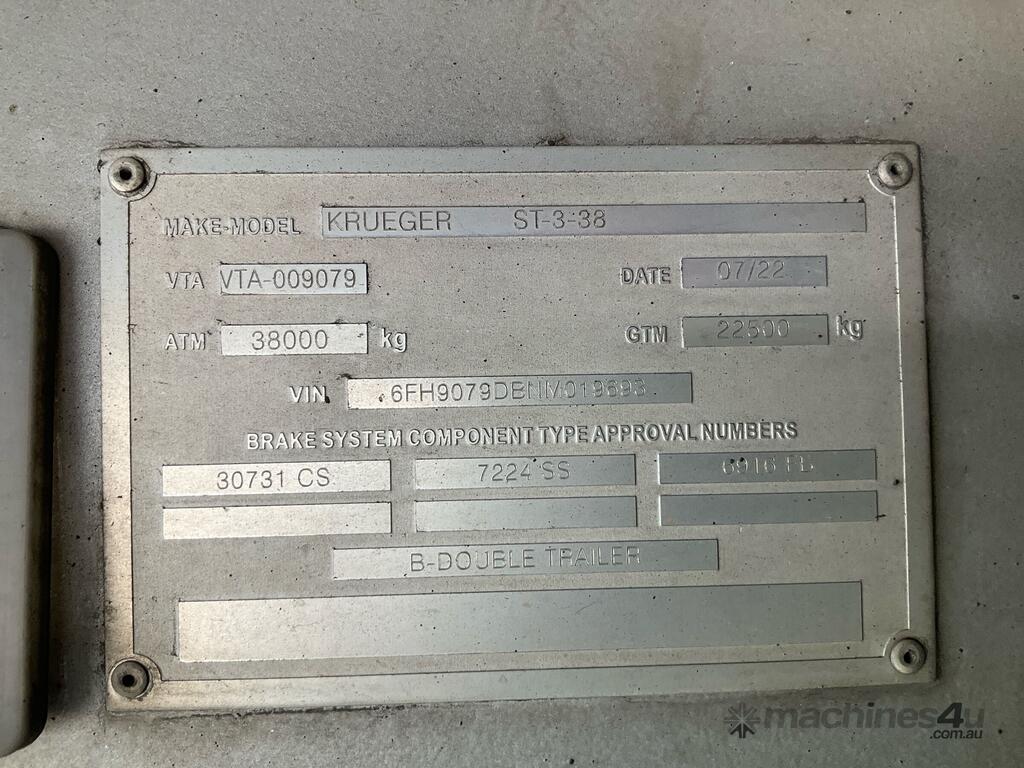 MAKE-MODEL KRUEGER ST-3-38
VTA VTA-009079 DATE 07/22
ATM 38000 kg GTM 22500 kg
VIN 6FH9079DBNM019693
BRAKE SYSTEM COMPONENT TYPE APPROVAL NUMBERS
30731 CS 7224 SS 6916
B-DOUBLE TRAILER
machines4u
.com.au